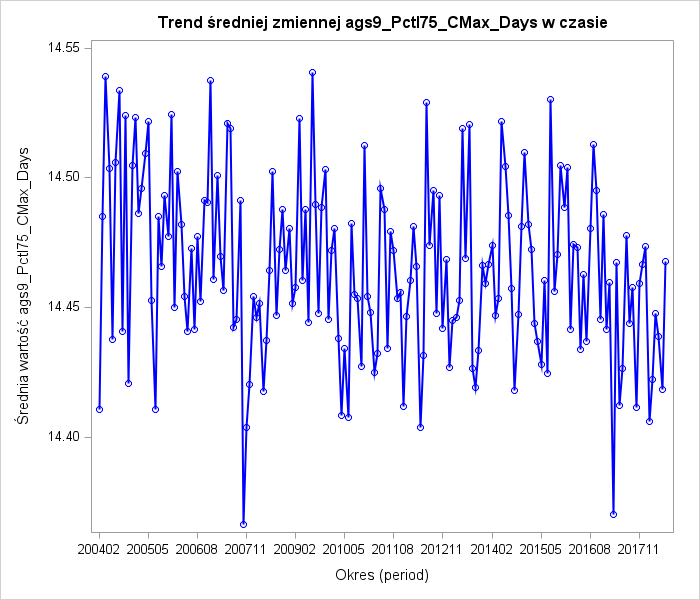 Trend średniej zmiennej ags9_Pctl75_CMax_Days w czasie
14.55
14.50
14.45
14.40
Średnia wartość ags9_Pctl75_CMax_Days
200402 200505 200608 200711 200902 201005 201108 201211 201402 201505 201608 201711
Okres (period)